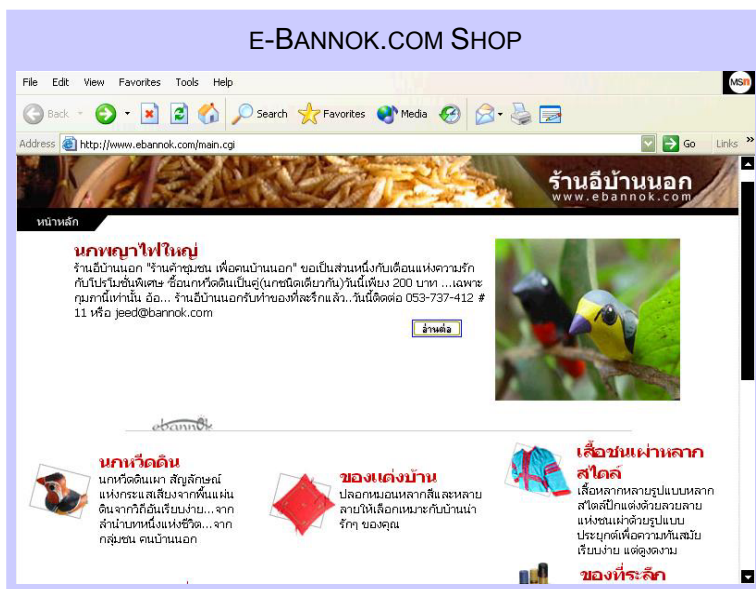 E-BANNOK.COM SHOP
File Edit View Favorites Tools Help
msn
Back Search Favorites Media
Address http://www.ebannok.com/main.cgi Go Links »
ร้านอีบ้านนอก
www.ebannok.com
หน้าหลัก
นกพญาไฟใหญ่
ร้านอีบ้านนอก "ร้านค้าชุมชน เพื่อคนบ้านนอก" ขอเป็นส่วนหนึ่งกับเดือนแห่งความรัก
กับโปรโมชั่นพิเศษ ซื้อนกหวีดดินเป็นคู่(นกชนิดเดียวกัน)วันนี้เพียง 200 บาท ...เฉพาะ
กุมภานี้เท่านั้น อ้อ... ร้านอีบ้านนอกรับทำของที่ระลึกแล้ว..วันนี้ติดต่อ 053-737-412 #
11 หรือ jeed@bannok.com
อ่านต่อ
ebannok
นกหวีดดิน
นกหวีดดินเผา สัญลักษณ์
แห่งกระแสเสียงจากพื้นแผ่น
ดินจากวิถีอันเรียบง่าย...จาก
ลำนำบทหนึ่งแห่งชีวิต...จาก
กลุ่มชน คนบ้านนอก
ของแต่งบ้าน
ปลอกหมอนหลากสีและหลาย
ลายให้เลือกเหมาะกับบ้านน่า
รักๆ ของคุณ
เสื้อชนเผ่าหลาก
สไตล์
เสื้อหลากหลายรูปแบบหลาก
สไตล์ปักแต่งด้วยลวดลาย
แห่งชนเผ่าด้วยรูปแบบ
ประยุกต์เพื่อความทันสมัย
เรียบง่าย แต่ดูงดงาม
ของที่ระลึก